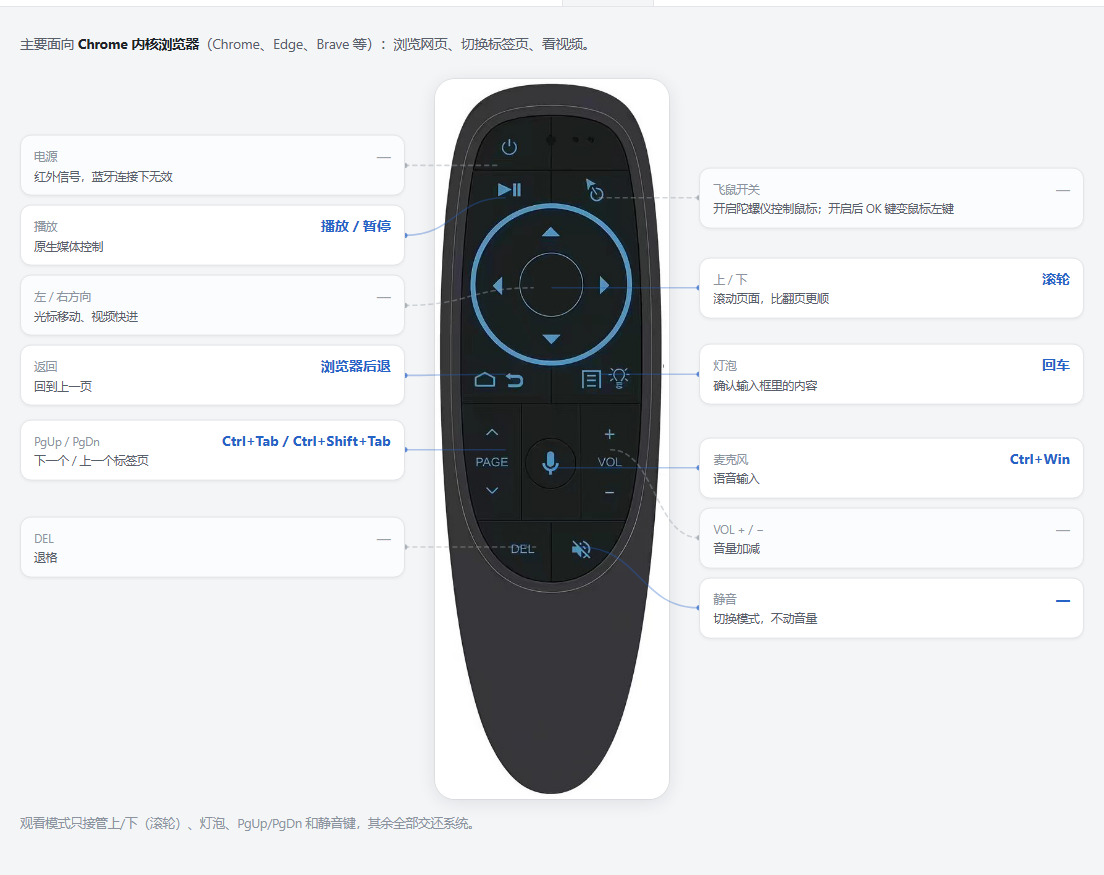 主要面向 Chrome 内核浏览器（Chrome、Edge、Brave 等）：浏览网页、切换标签页、看视频。
电源 —
红外信号，蓝牙连接下无效
播放 播放 / 暂停
原生媒体控制
左 / 右方向 —
光标移动、视频快进
返回 浏览器后退
回到上一页
PgUp / PgDn Ctrl+Tab / Ctrl+Shift+Tab
下一个 / 上一个标签页
DEL —
退格
PAGE
VOL
+
−
DEL
飞鼠开关 —
开启陀螺仪控制鼠标；开启后 OK 键变鼠标左键
上 / 下 滚轮
滚动页面，比翻页更顺
灯泡 回车
确认输入框里的内容
麦克风 Ctrl+Win
语音输入
VOL + / − —
音量加减
静音 —
切换模式，不动音量
观看模式只接管上/下（滚轮）、灯泡、PgUp/PgDn 和静音键，其余全部交还系统。